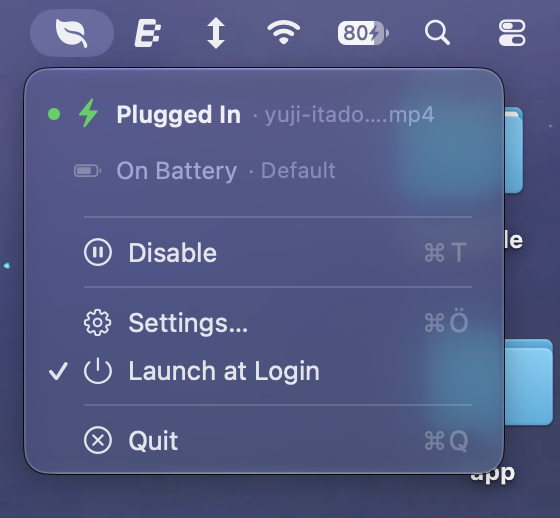 80
Plugged In · yuji-itado....mp4
On Battery · Default
Disable ⌘T
Settings... ⌘Ö
Launch at Login
Quit ⌘Q
le
app